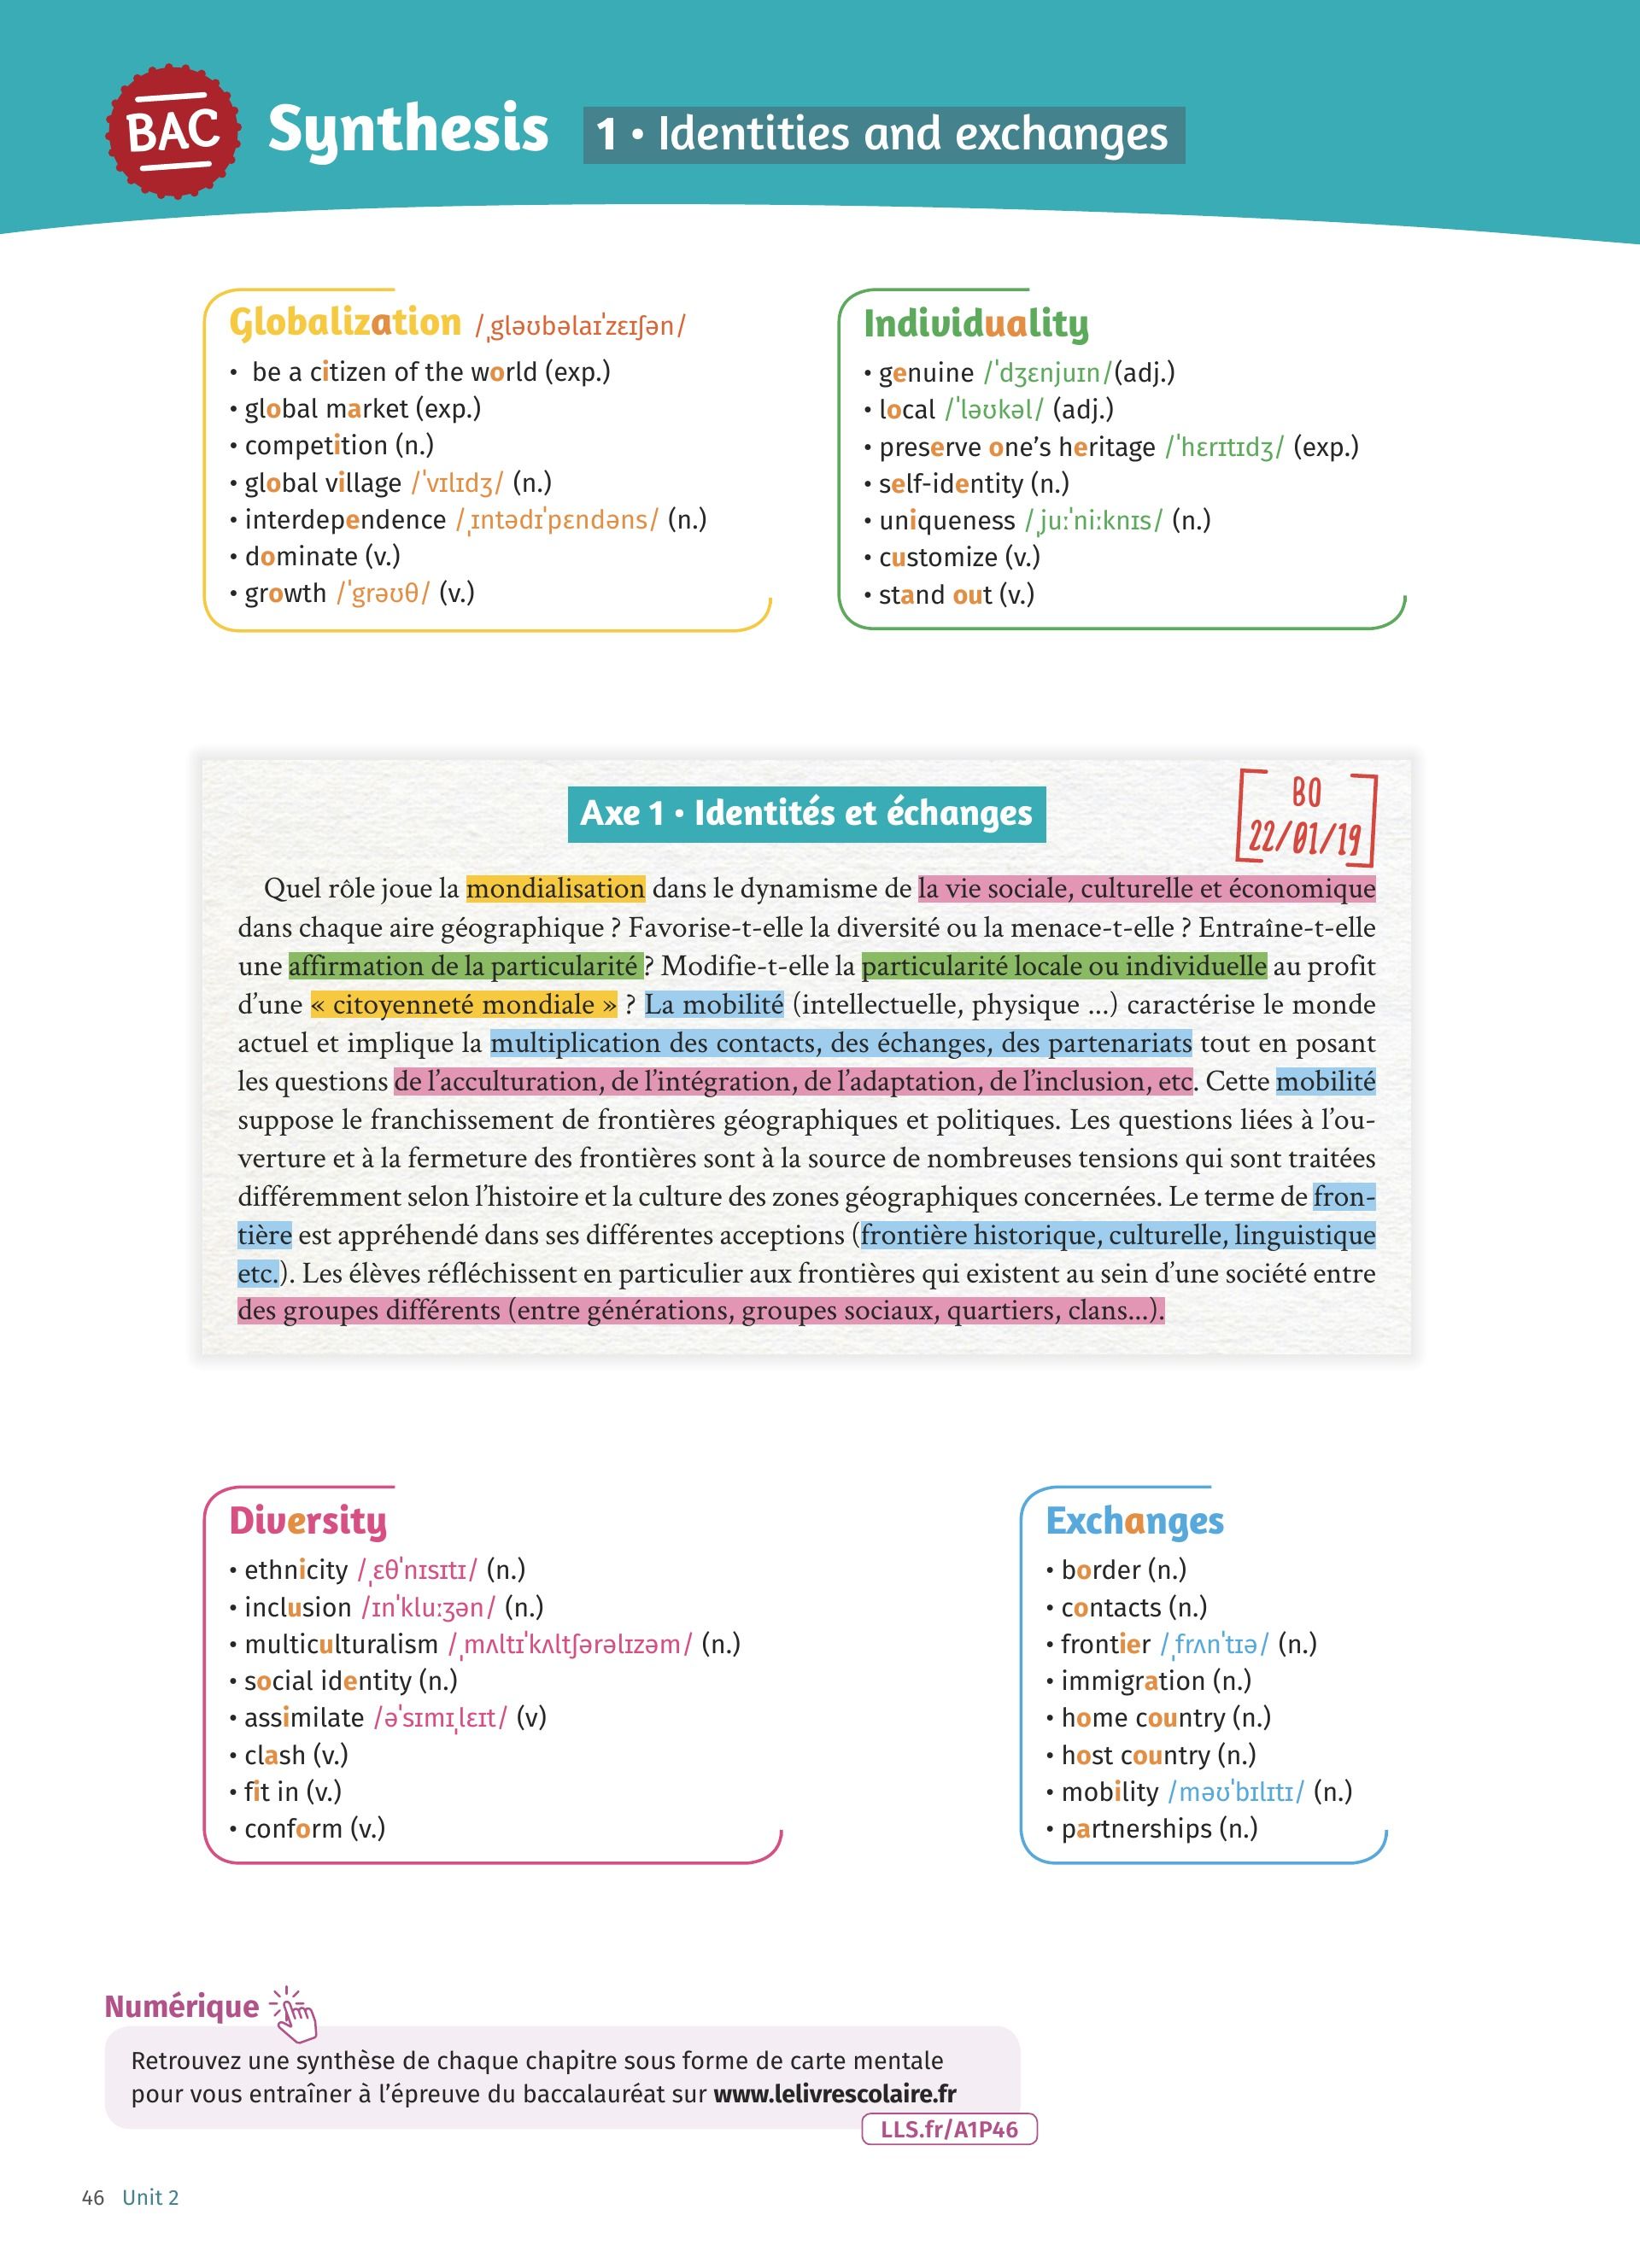 BAC
Synthesis 1 • Identities and exchanges
Globalization /ˌgləʊbəlaɪˈzɛɪʃən/
• be a citizen of the world (exp.)
• global market (exp.)
• competition (n.)
• global village /ˈvɪlɪdʒ/ (n.)
• interdependence /ˌɪntədɪˈpɛndəns/ (n.)
• dominate (v.)
• growth /ˈgrəʊθ/ (v.)
Individuality
• genuine /ˈdʒɛnjuɪn/(adj.)
• local /ˈləʊkəl/ (adj.)
• preserve one’s heritage /ˈhɛrɪtɪdʒ/ (exp.)
• self-identity (n.)
• uniqueness /ˌjuːˈniːknɪs/ (n.)
• customize (v.)
• stand out (v.)
Axe 1 • Identités et échanges
BO
22/01/19
Quel rôle joue la mondialisation dans le dynamisme de la vie sociale, culturelle et économique
dans chaque aire géographique ? Favorise-t-elle la diversité ou la menace-t-elle ? Entraîne-t-elle
une affirmation de la particularité ? Modifie-t-elle la particularité locale ou individuelle au profit
d’une « citoyenneté mondiale » ? La mobilité (intellectuelle, physique ...) caractérise le monde
actuel et implique la multiplication des contacts, des échanges, des partenariats tout en posant
les questions de l’acculturation, de l’intégration, de l’adaptation, de l’inclusion, etc. Cette mobilité
suppose le franchissement de frontières géographiques et politiques. Les questions liées à l’ou-
verture et à la fermeture des frontières sont à la source de nombreuses tensions qui sont traitées
différemment selon l’histoire et la culture des zones géographiques concernées. Le terme de fron-
tière est appréhendé dans ses différentes acceptions (frontière historique, culturelle, linguistique
etc.). Les élèves réfléchissent en particulier aux frontières qui existent au sein d’une société entre
des groupes différents (entre générations, groupes sociaux, quartiers, clans...).
Diversity
• ethnicity /ˌɛθˈnɪsɪtɪ/ (n.)
• inclusion /ɪnˈkluːʒən/ (n.)
• multiculturalism /ˌmʌltɪˈkʌltʃərəlɪzəm/ (n.)
• social identity (n.)
• assimilate /əˈsɪmɪˌlɛɪt/ (v)
• clash (v.)
• fit in (v.)
• conform (v.)
Exchanges
• border (n.)
• contacts (n.)
• frontier /ˌfrʌnˈtɪə/ (n.)
• immigration (n.)
• home country (n.)
• host country (n.)
• mobility /məʊˈbɪlɪtɪ/ (n.)
• partnerships (n.)
Numérique
Retrouvez une synthèse de chaque chapitre sous forme de carte mentale
pour vous entraîner à l’épreuve du baccalauréat sur www.lelivrescolaire.fr
LLS.fr/A1P46
46 Unit 2